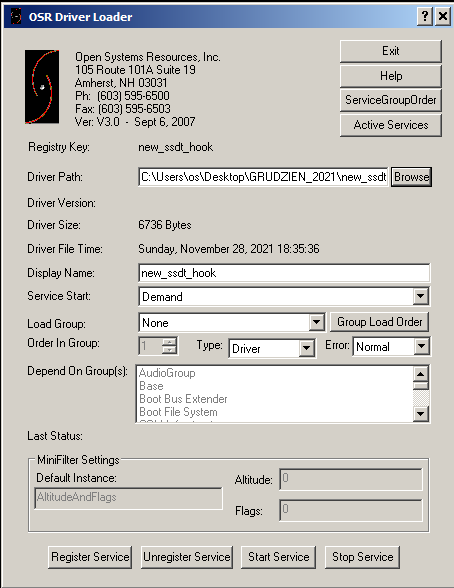 OSR Driver Loader
Open Systems Resources, Inc.
105 Route 101A Suite 19
Amherst, NH 03031
Ph: (603) 595-6500
Fax: (603) 595-6503
Ver: V3.0 - Sept 6, 2007
Exit
Help
ServiceGroupOrder
Active Services
Registry Key: new_ssdt_hook
Driver Path: C:\Users\os\Desktop\GRUDZIEN_2021\new_ssdt Browse
Driver Version:
Driver Size: 6736 Bytes
Driver File Time: Sunday, November 28, 2021 18:35:36
Display Name: new_ssdt_hook
Service Start: Demand
Load Group: None Group Load Order
Order In Group: 1 Type: Driver Error: Normal
Depend On Group(s): AudioGroup
Base
Boot Bus Extender
Boot File System
Last Status:
MiniFilter Settings
Default Instance:
AltitudeAndFlags
Altitude: 0
Flags: 0
Register Service Unregister Service Start Service Stop Service